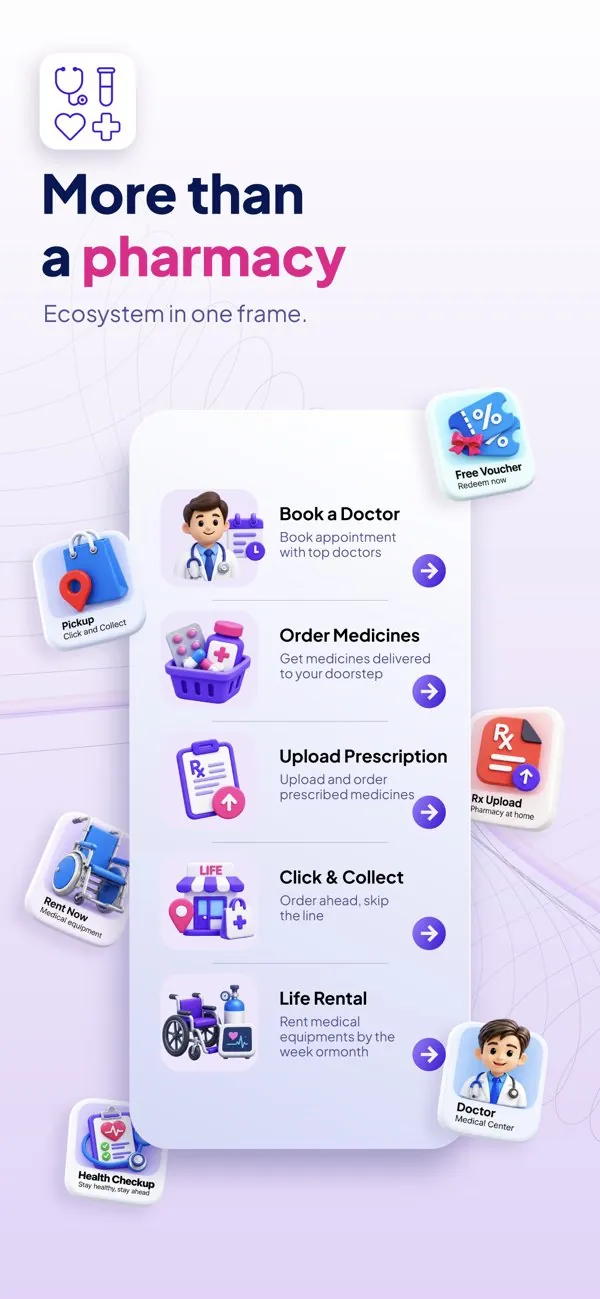 More than
a pharmacy
Ecosystem in one frame.
%
%
Free Voucher
Redeem now
Book a Doctor
Book appointment
with top doctors
Pickup
Click and Collect
Order Medicines
Get medicines delivered
to your doorstep
Rx
Upload Prescription
Upload and order
prescribed medicines
Rx
Rx Upload
Pharmacy at home
LIFE
Click & Collect
Order ahead, skip
the line
Rent Now
Medical equipment
Life Rental
Rent medical
equipments by the
week ormonth
Doctor
Medical Center
Health Checkup
Stay healthy, stay ahead